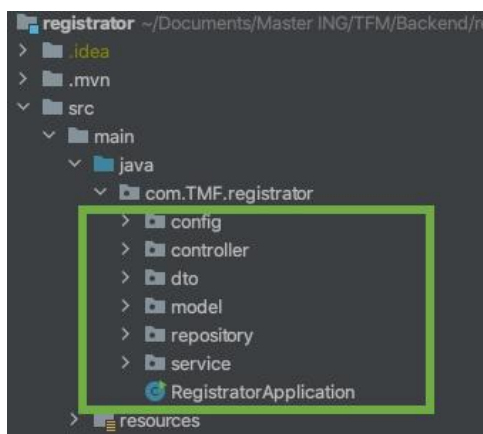 registrator ~/Documents/Master ING/TFM/Backend/r
.idea
.mvn
src
main
java
com.TMF.registrator
config
controller
dto
model
repository
service
RegistratorApplication
resources